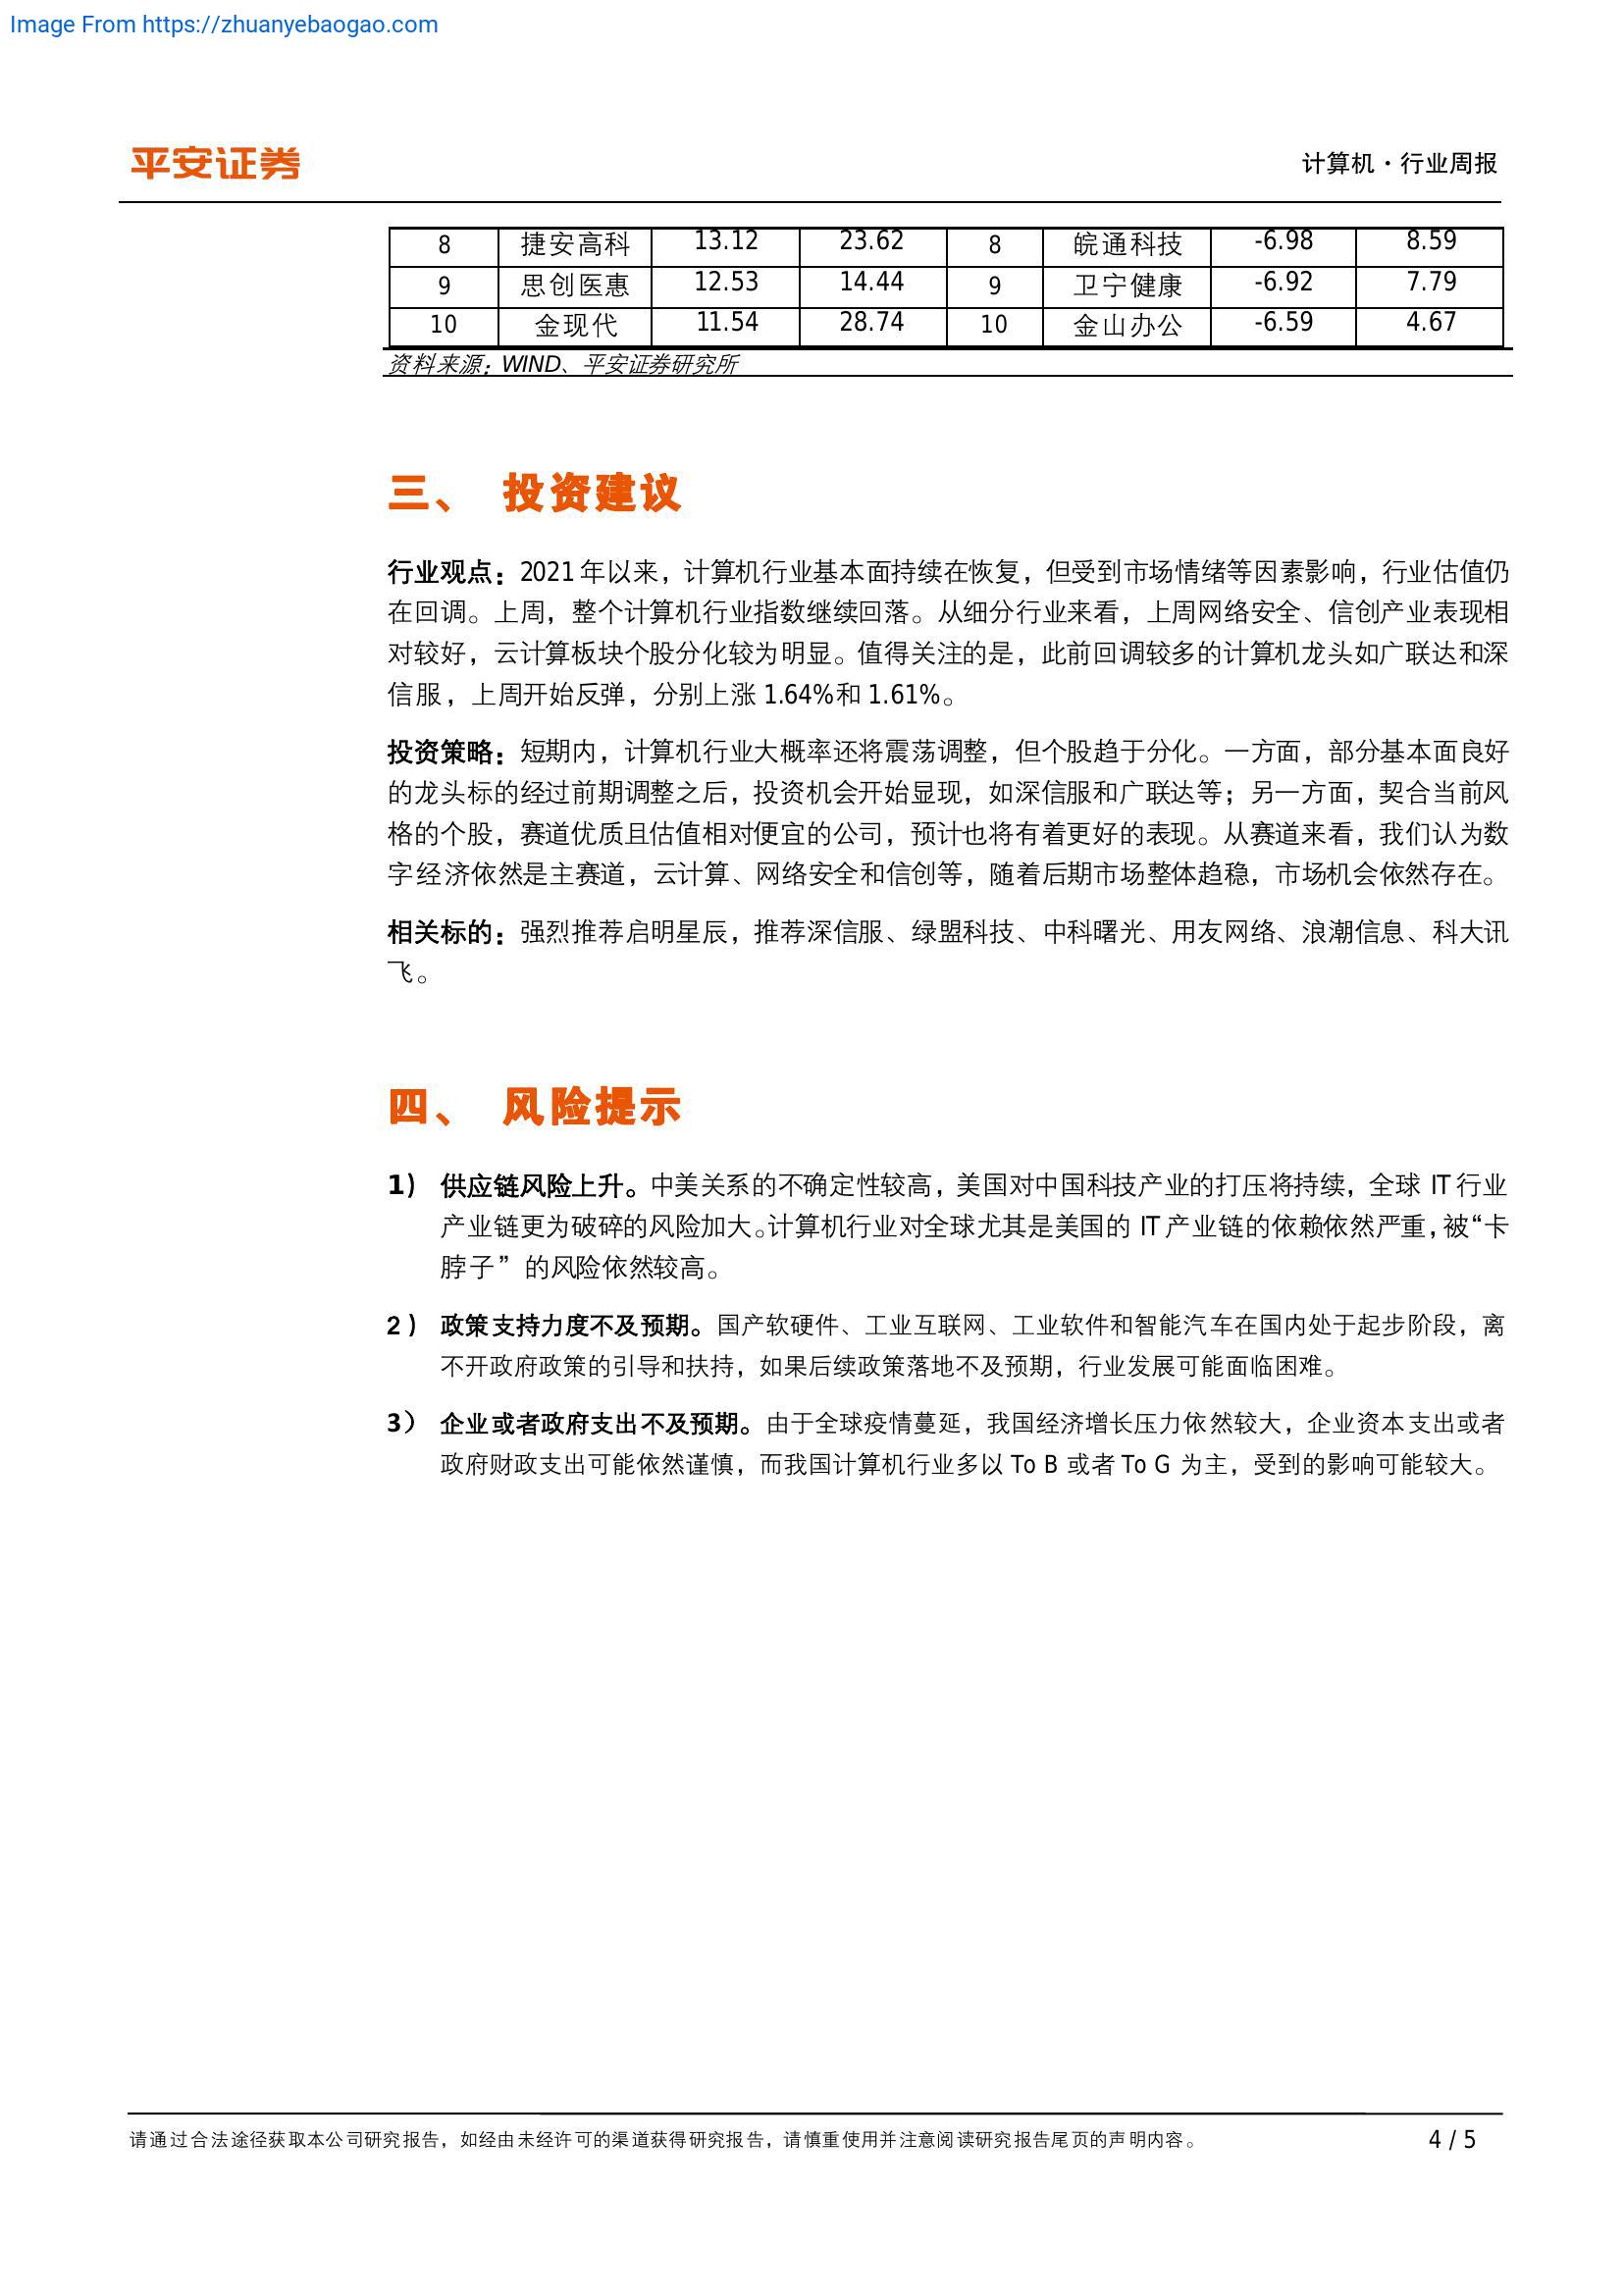 Image From https://zhuanyebaogao.com
平安证券
计算机·行业周报
8 捷安高科 13.12 23.62 8 皖通科技 -6.98 8.59
9 思创医惠 12.53 14.44 9 卫宁健康 -6.92 7.79
10 金现代 11.54 28.74 10 金山办公 -6.59 4.67
资料来源：WIND、平安证券研究所
三、 投资建议
行业观点：2021年以来，计算机行业基本面持续在恢复，但受到市场情绪等因素影响，行业估值仍
在回调。上周，整个计算机行业指数继续回落。从细分行业来看，上周网络安全、信创产业表现相
对较好，云计算板块个股分化较为明显。值得关注的是，此前回调较多的计算机龙头如广联达和深
信服，上周开始反弹，分别上涨 1.64%和 1.61%。
投资策略：短期内，计算机行业大概率还将震荡调整，但个股趋于分化。一方面，部分基本面良好
的龙头标的经过前期调整之后，投资机会开始显现，如深信服和广联达等；另一方面，契合当前风
格的个股，赛道优质且估值相对便宜的公司，预计也将有着更好的表现。从赛道来看，我们认为数
字经济依然是主赛道，云计算、网络安全和信创等，随着后期市场整体趋稳，市场机会依然存在。
相关标的：强烈推荐启明星辰，推荐深信服、绿盟科技、中科曙光、用友网络、浪潮信息、科大讯
飞。
四、 风险提示
1） 供应链风险上升。中美关系的不确定性较高，美国对中国科技产业的打压将持续，全球 IT 行业
产业链更为破碎的风险加大。计算机行业对全球尤其是美国的 IT 产业链的依赖依然严重，被“卡
脖子”的风险依然较高。
2） 政策支持力度不及预期。国产软硬件、工业互联网、工业软件和智能汽车在国内处于起步阶段，离
不开政府政策的引导和扶持，如果后续政策落地不及预期，行业发展可能面临困难。
3） 企业或者政府支出不及预期。由于全球疫情蔓延，我国经济增长压力依然较大，企业资本支出或者
政府财政支出可能依然谨慎，而我国计算机行业多以 To B 或者 To G 为主，受到的影响可能较大。
请通过合法途径获取本公司研究报告，如经由未经许可的渠道获得研究报告，请慎重使用并注意阅读研究报告尾页的声明内容。
4 / 5